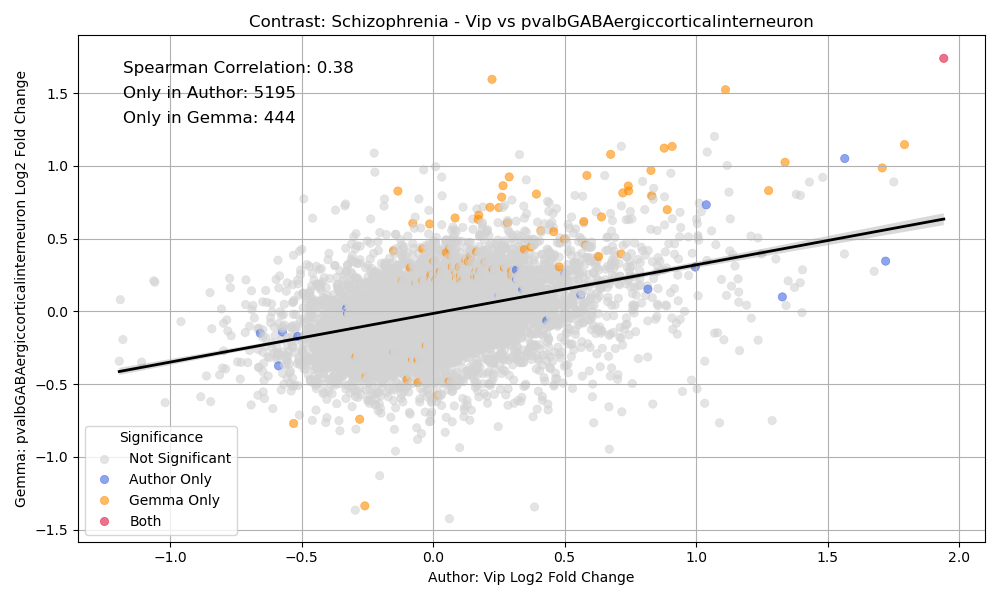 Contrast: Schizophrenia - Vip vs pvalbGABAergiccorticalinterneuron
Spearman Correlation: 0.38
Only in Author: 5195
Only in Gemma: 444
Gemma: pvalbGABAergiccorticalinterneuron Log2 Fold Change
1.5
1.0
0.5
0.0
−0.5
−1.0
−1.5
Significance
Not Significant
Author Only
Gemma Only
Both
−1.0 −0.5 0.0 0.5 1.0 1.5 2.0
Author: Vip Log2 Fold Change